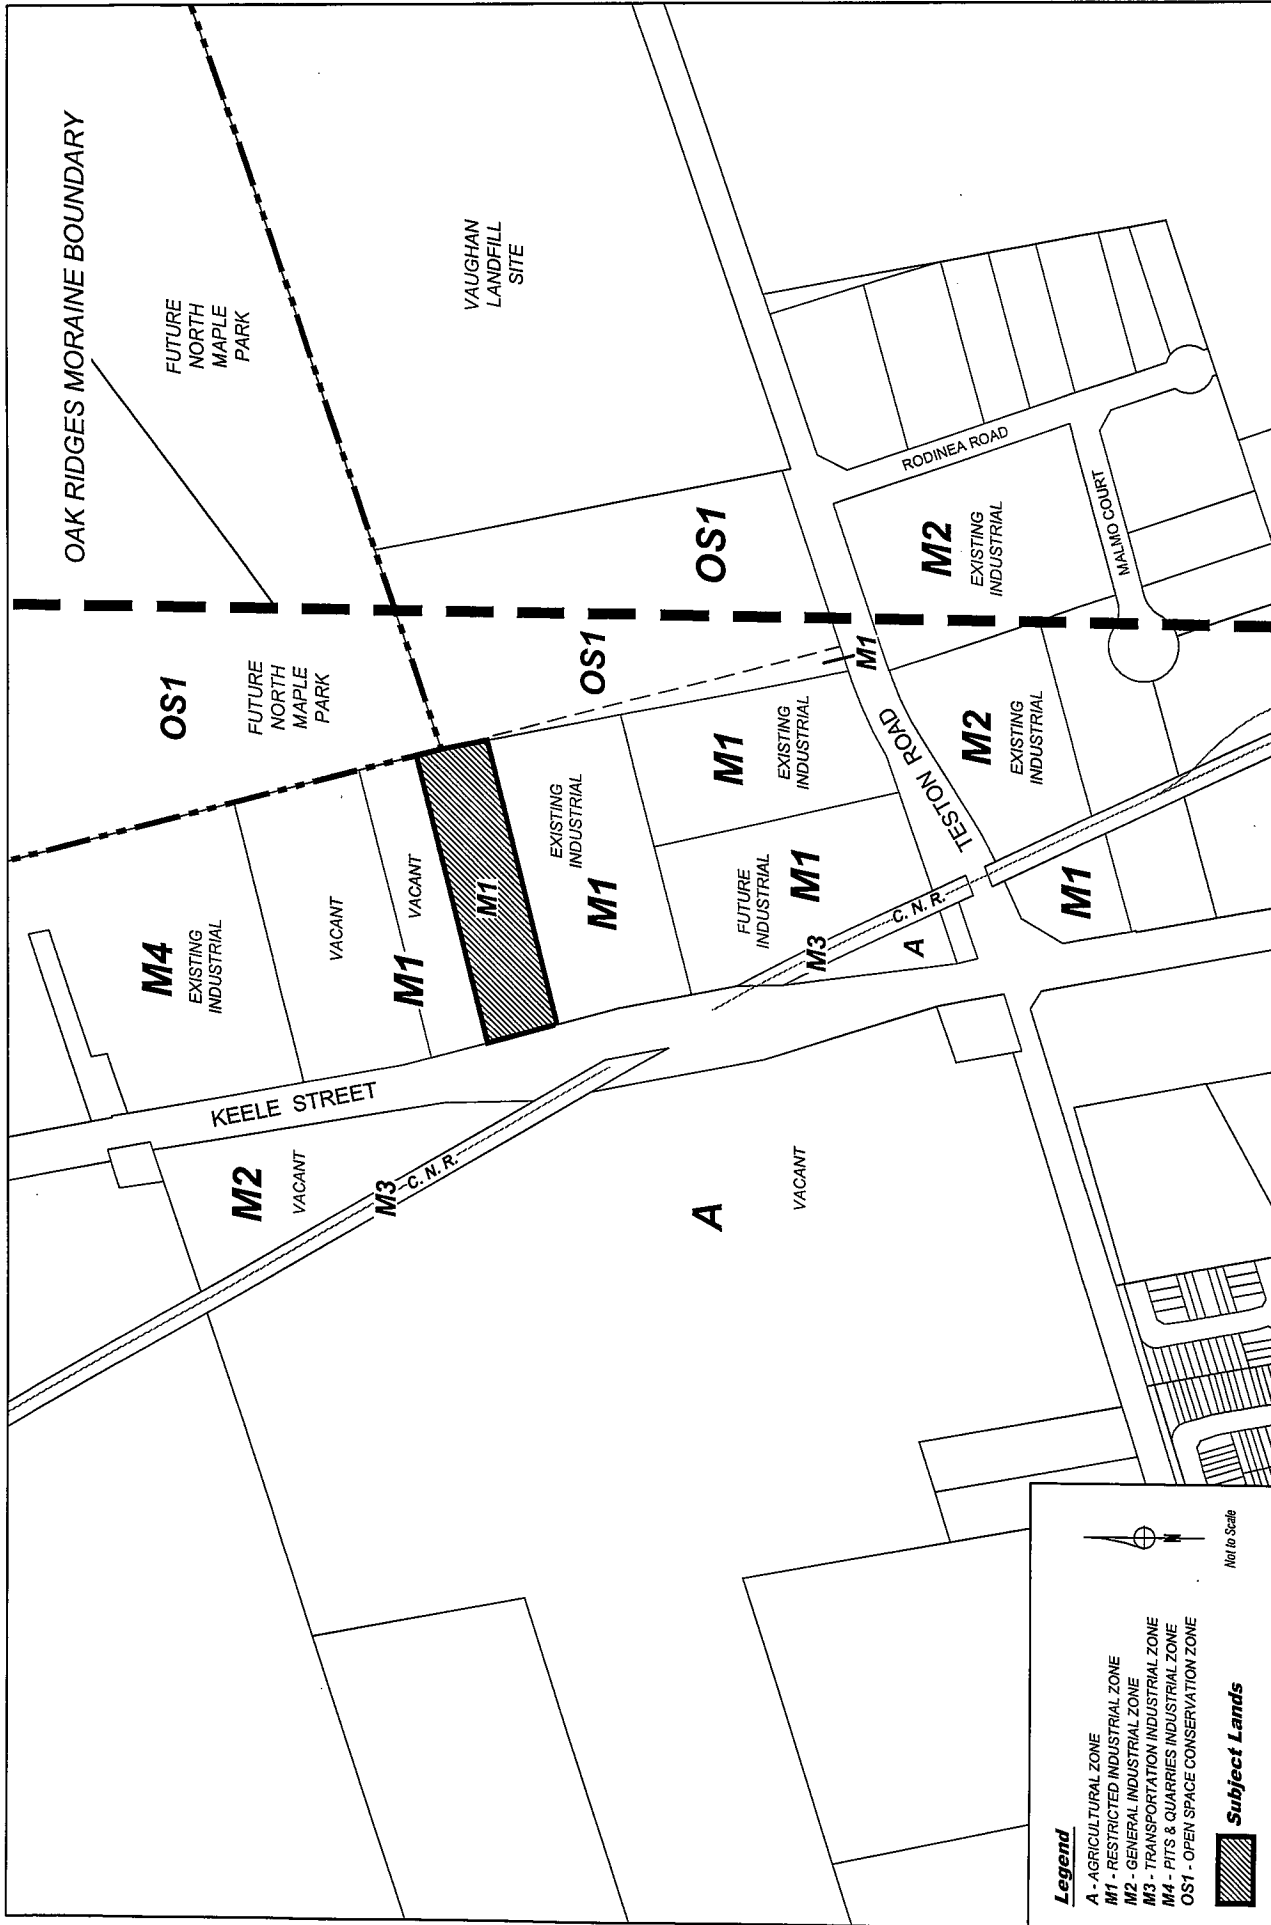 OAK RIDGES MORAINE BOUNDARY
FUTURE
NORTH
MAPLE
PARK
VAUGHAN
LANDFILL
SITE
OS1
FUTURE
NORTH
MAPLE
PARK
OS1
OS1
M1
M4
EXISTING
INDUSTRIAL
VACANT
M1
VACANT
M1
EXISTING
INDUSTRIAL
M1
M1
EXISTING
INDUSTRIAL
FUTURE
INDUSTRIAL
M1
M3
C. N. R.
A
TESTON ROAD
M2
EXISTING
INDUSTRIAL
M2
EXISTING
INDUSTRIAL
M1
RODINEA ROAD
MALMO COURT
KEELE STREET
M2
VACANT
M3
C. N. R.
A
VACANT
Legend
A - AGRICULTURAL ZONE
M1 - RESTRICTED INDUSTRIAL ZONE
M2 - GENERAL INDUSTRIAL ZONE
M3 - TRANSPORTATION INDUSTRIAL ZONE
M4 - PITS & QUARRIES INDUSTRIAL ZONE
OS1 - OPEN SPACE CONSERVATION ZONE
Subject Lands
N
Not to Scale